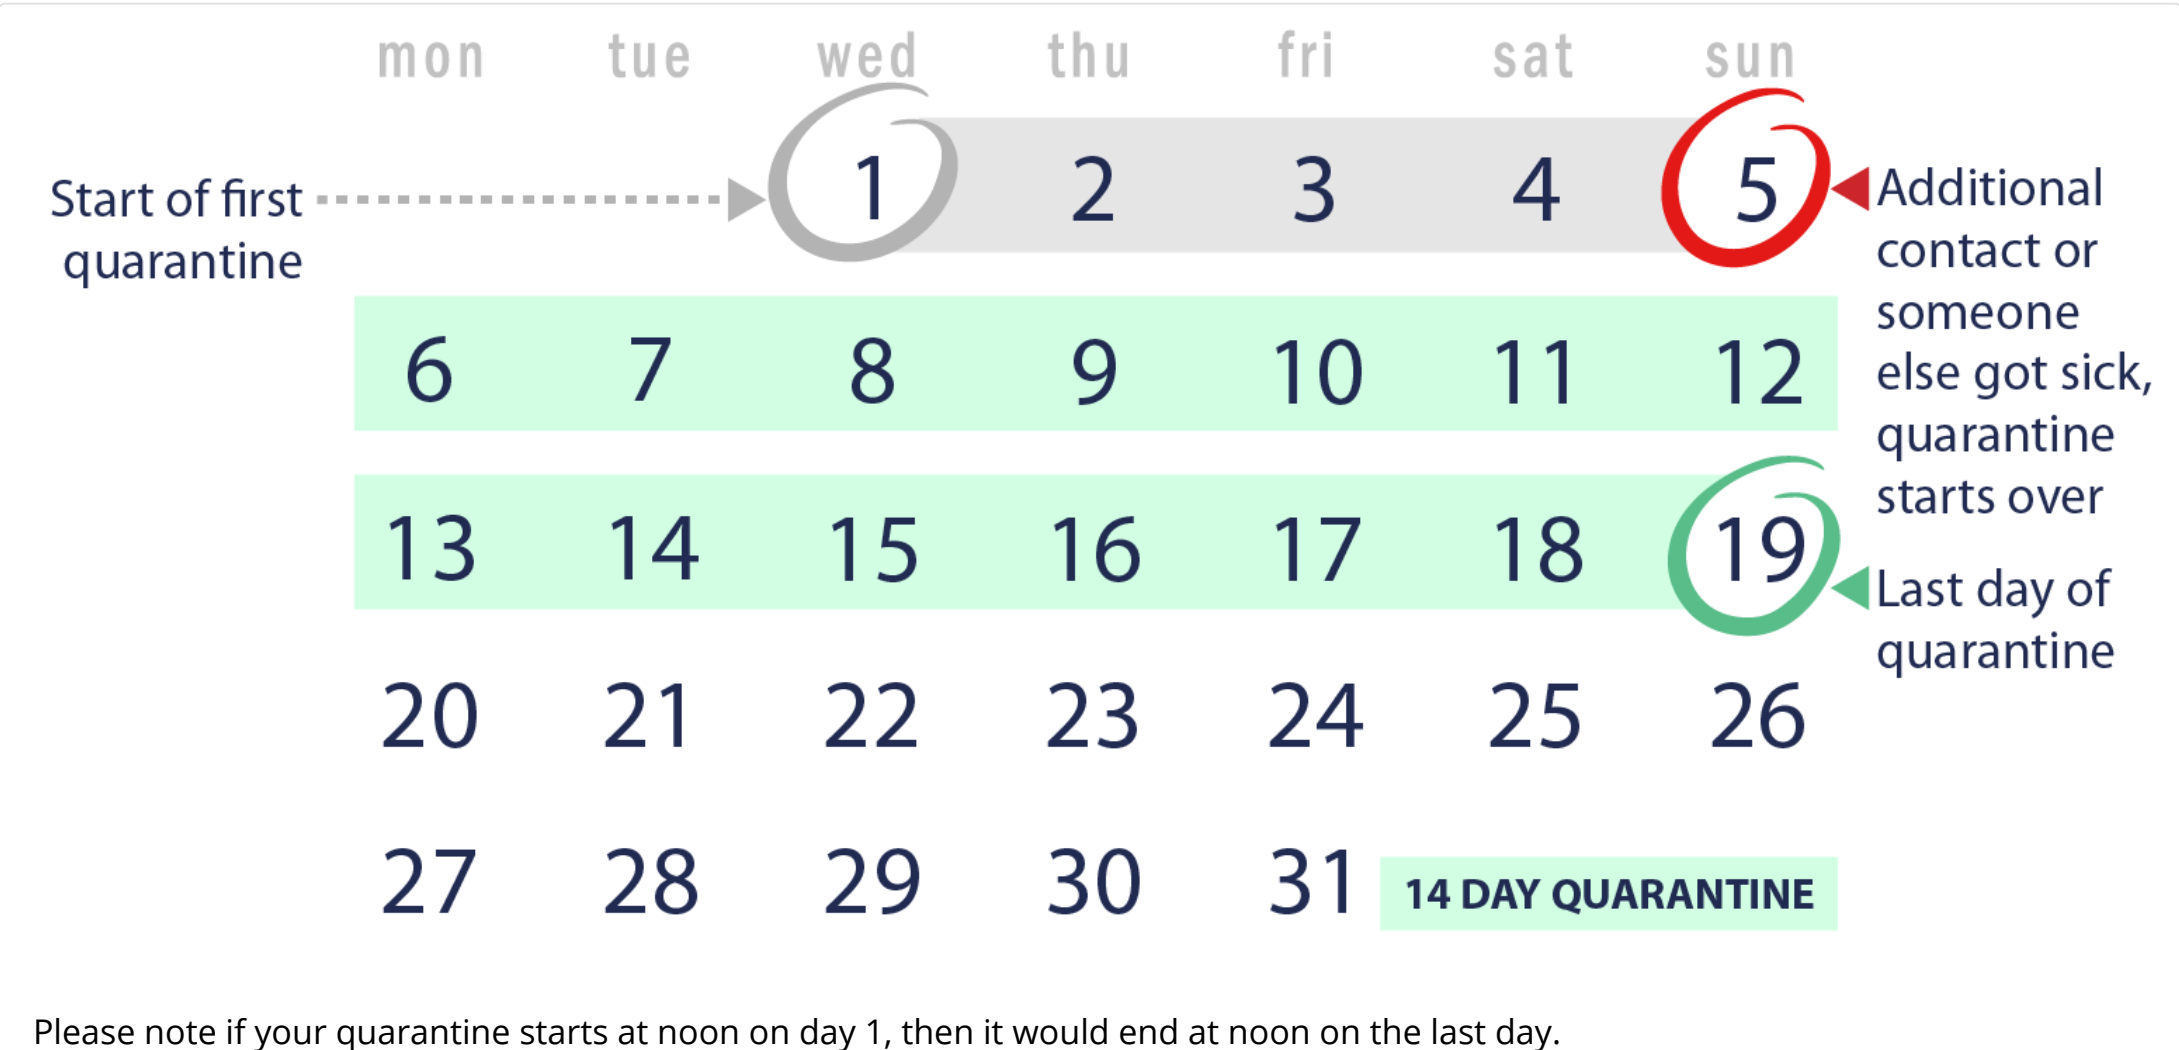 mon tue wed thu fri sat sun
Start of first
quarantine
1 2 3 4 5
Additional
contact or
someone
else got sick,
quarantine
starts over
6 7 8 9 10 11 12
13 14 15 16 17 18 19
Last day of
quarantine
20 21 22 23 24 25 26
27 28 29 30 31
14 DAY QUARANTINE
Please note if your quarantine starts at noon on day 1, then it would end at noon on the last day.